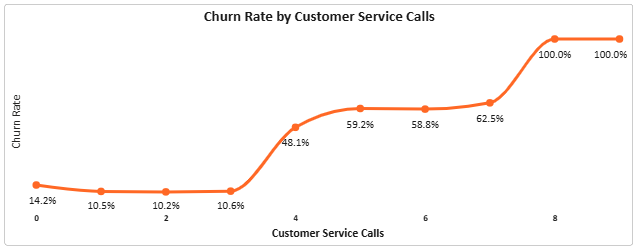 Churn Rate by Customer Service Calls
100.0% 100.0%
62.5%
59.2% 58.8%
48.1%
Churn Rate
14.2% 10.5% 10.2% 10.6%
0 2 4 6 8
Customer Service Calls